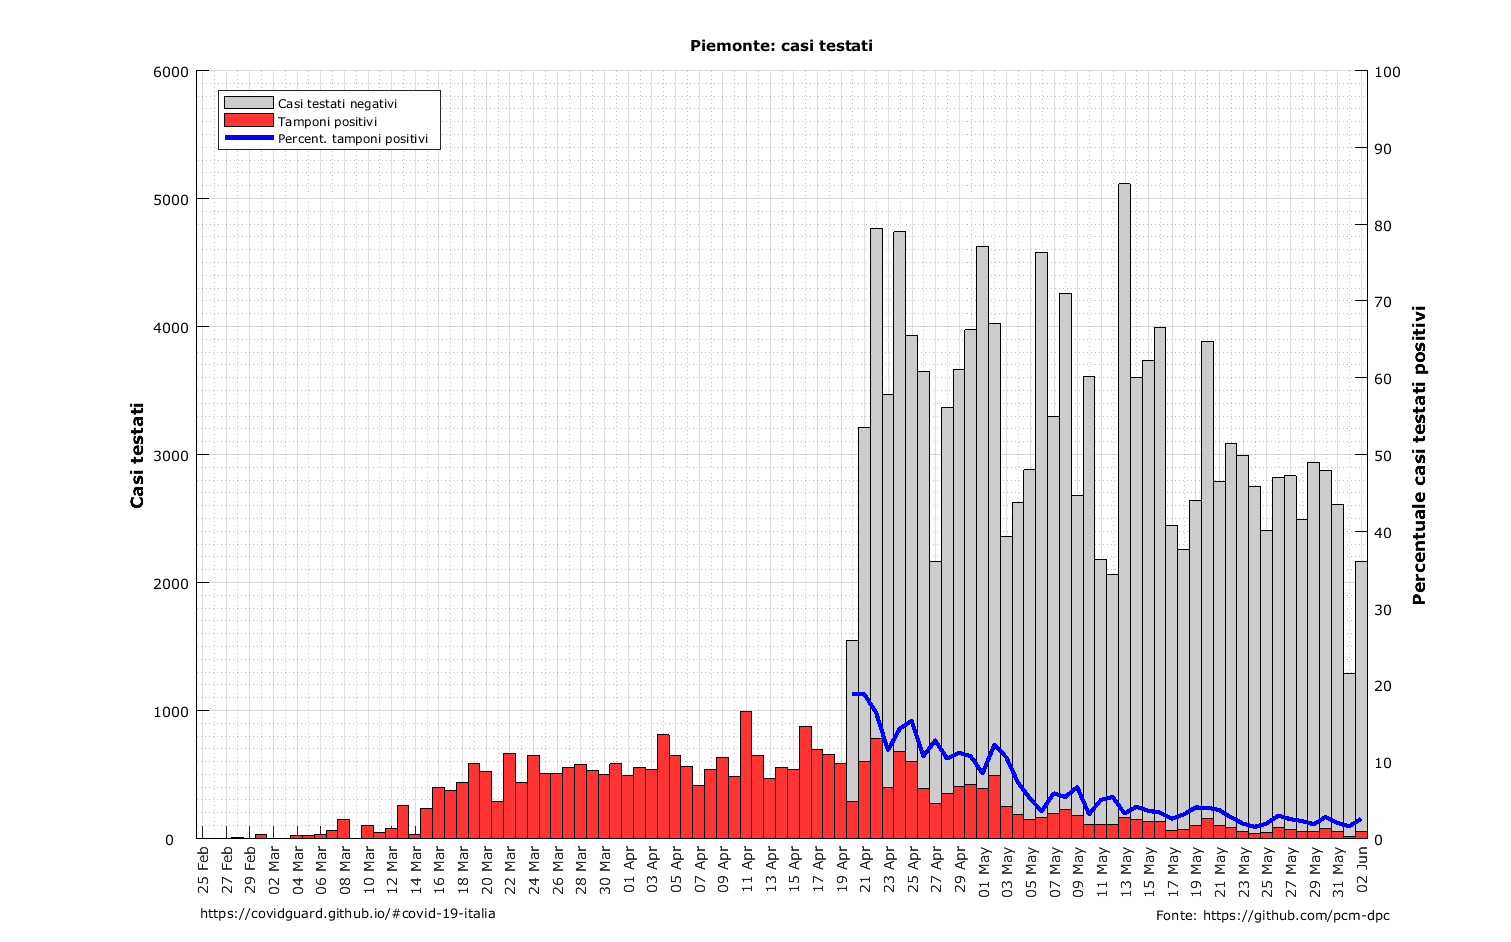 Piemonte: casi testati
6000
5000
4000
3000
2000
1000
0
100
90
80
70
60
50
40
30
20
10
0
Casi testati negativi
Tamponi positivi
Percent. tamponi positivi
Casi testati
Percentuale casi testati positivi
25 Feb
27 Feb
29 Feb
02 Mar
04 Mar
06 Mar
08 Mar
10 Mar
12 Mar
14 Mar
16 Mar
18 Mar
20 Mar
22 Mar
24 Mar
26 Mar
28 Mar
30 Mar
01 Apr
03 Apr
05 Apr
07 Apr
09 Apr
11 Apr
13 Apr
15 Apr
17 Apr
19 Apr
21 Apr
23 Apr
25 Apr
27 Apr
29 Apr
01 May
03 May
05 May
07 May
09 May
11 May
13 May
15 May
17 May
19 May
21 May
23 May
25 May
27 May
29 May
31 May
02 Jun
https://covidguard.github.io/#covid-19-italia
Fonte: https://github.com/pcm-dpc